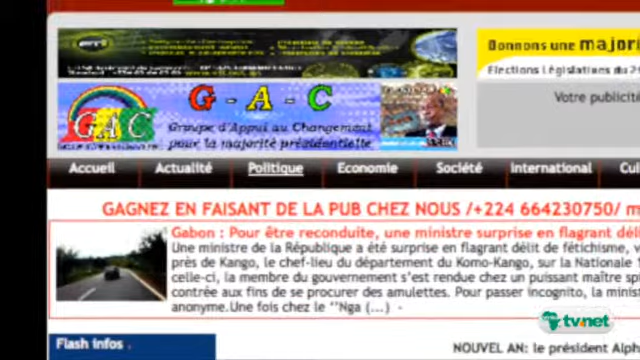 Donnons une majori
Elections Législatives du 2
G - A - C
GAC
Groupe d'Appui au Changement
pour la majorité présidentielle
Votre publicité
Accueil Actualité Politique Economie Société International Cul
GAGNEZ EN FAISANT DE LA PUB CHEZ NOUS /+224 664230750/ m
Gabon : Pour être reconduite, une ministre surprise en flagrant déli
Une ministre de la République a été surprise en flagrant délit de fétichisme, v
près de Kango, le chef-lieu du département du Komo-Kango, sur la Nationale 1
celle-ci, la membre du gouvernement s'est rendue chez un puissant maître spi
contrée aux fins de se procurer des amulettes. Pour passer incognito, la minis
anonyme.Une fois chez le ‘’Nga (...) -
Flash infos
NOUVEL AN: le président Alph
tv.net